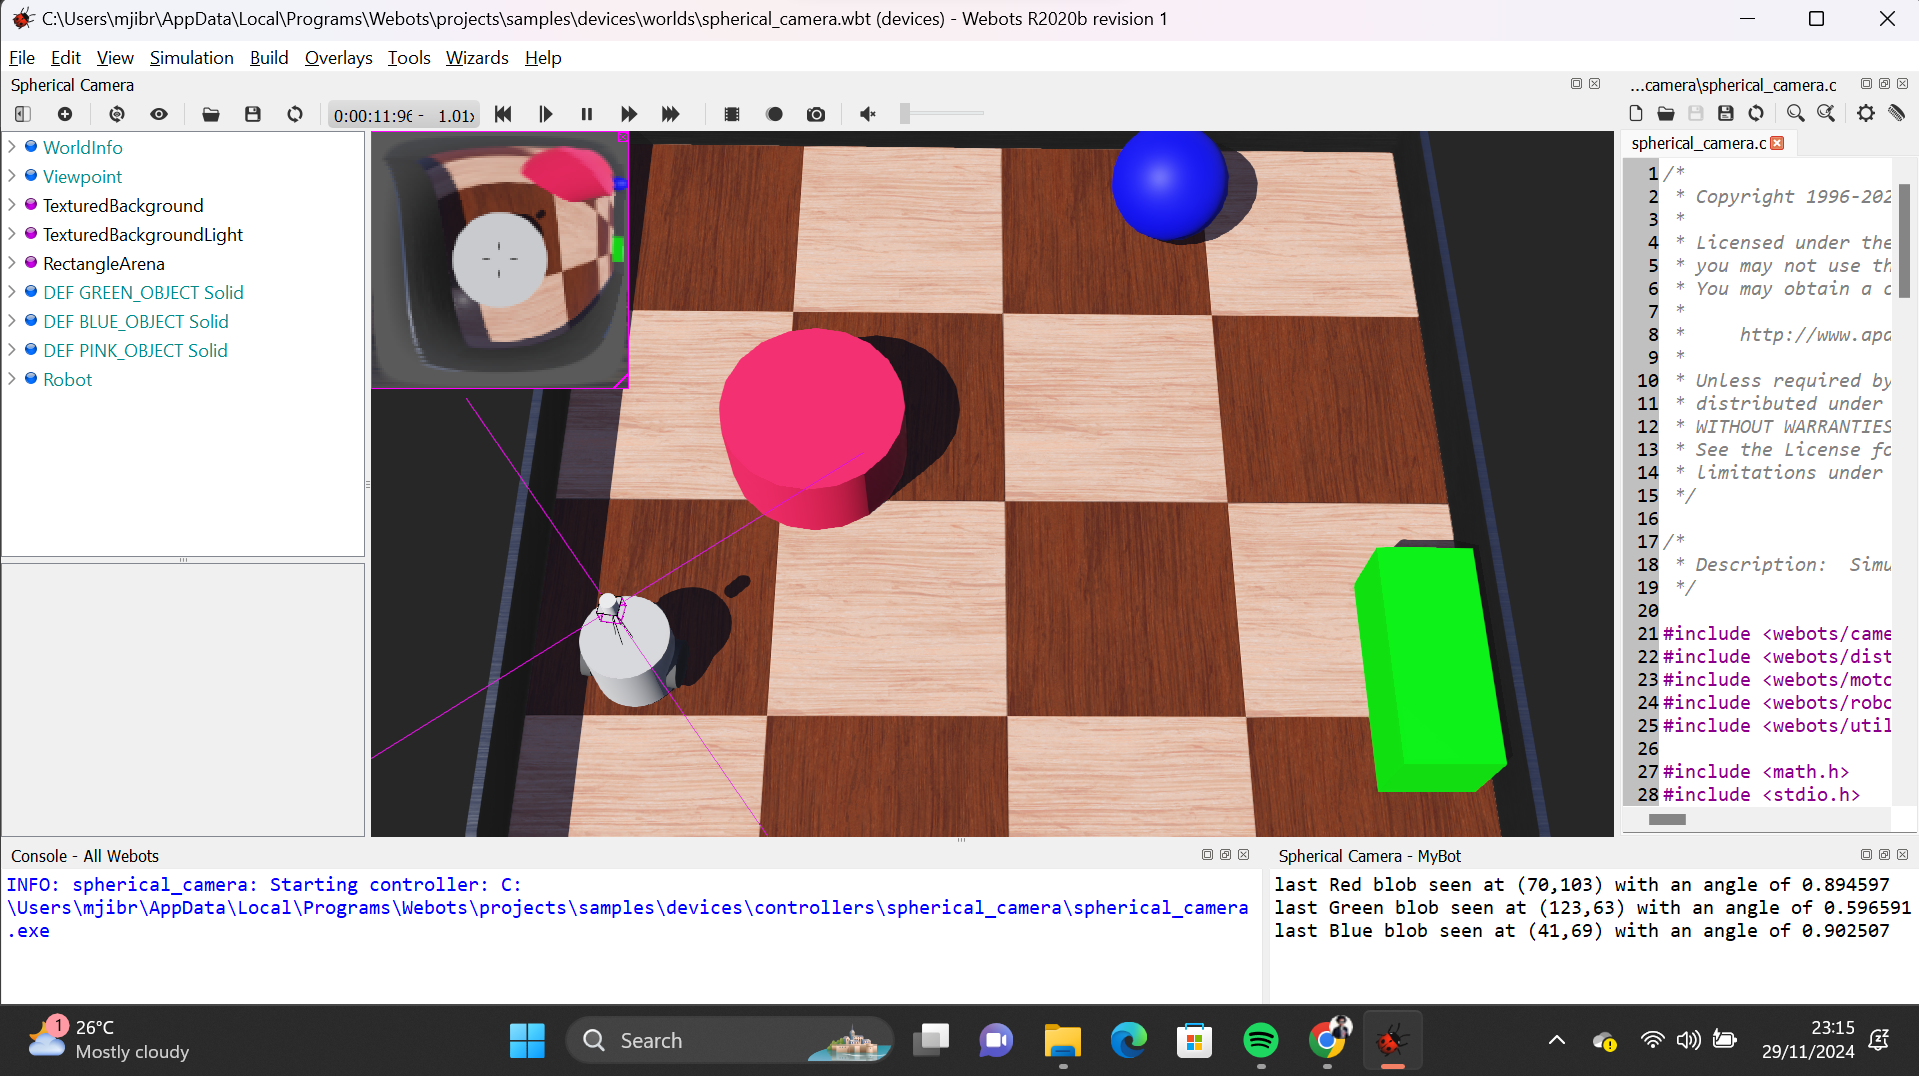 C:\Users\mjibr\AppData\Local\Programs\Webots\projects\samples\devices\worlds\spherical_camera.wbt (devices) - Webots R2020b revision 1
File Edit View Simulation Build Overlays Tools Wizards Help
Spherical Camera
0:00:11:96 - 1.01x
WorldInfo
Viewpoint
TexturedBackground
TexturedBackgroundLight
RectangleArena
DEF GREEN_OBJECT Solid
DEF BLUE_OBJECT Solid
DEF PINK_OBJECT Solid
Robot
...camera\spherical_camera.c
spherical_camera.c
1 /*
2 * Copyright 1996-202
3 *
4 * Licensed under the
5 * you may not use th
6 * You may obtain a c
7 *
8 * http://www.apa
9 *
10 * Unless required by
11 * distributed under
12 * WITHOUT WARRANTIES
13 * See the License fo
14 * limitations under
15 */
16
17 /*
18 * Description: Simu
19 */
20
21 #include <webots/came
22 #include <webots/dist
23 #include <webots/moto
24 #include <webots/robo
25 #include <webots/util
26
27 #include <math.h>
28 #include <stdio.h>
Console - All Webots
INFO: spherical_camera: Starting controller: C:
\Users\mjibr\AppData\Local\Programs\Webots\projects\samples\devices\controllers\spherical_camera\spherical_camera
.exe
Spherical Camera - MyBot
last Red blob seen at (70,103) with an angle of 0.894597
last Green blob seen at (123,63) with an angle of 0.596591
last Blue blob seen at (41,69) with an angle of 0.902507
1
26°C
Mostly cloudy
Search
23:15
29/11/2024